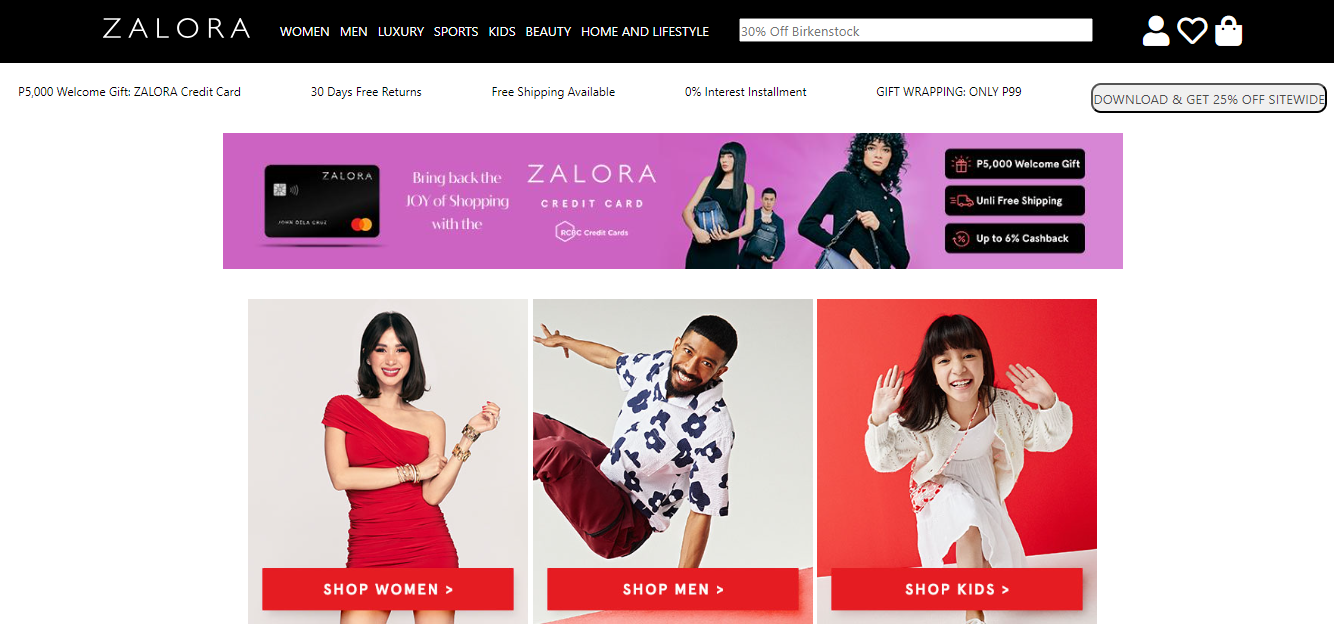 ZALORA
WOMEN MEN LUXURY SPORTS KIDS BEAUTY HOME AND LIFESTYLE
30% Off Birkenstock
P5,000 Welcome Gift: ZALORA Credit Card
30 Days Free Returns
Free Shipping Available
0% Interest Installment
GIFT WRAPPING: ONLY P99
DOWNLOAD & GET 25% OFF SITEWIDE
ZALORA
JOHN DELA CRUZ
Bring back the
JOY of Shopping
with the
ZALORA
CREDIT CARD
RCBC Credit Cards
P5,000 Welcome Gift
Unli Free Shipping
Up to 6% Cashback
SHOP WOMEN >
SHOP MEN >
SHOP KIDS >